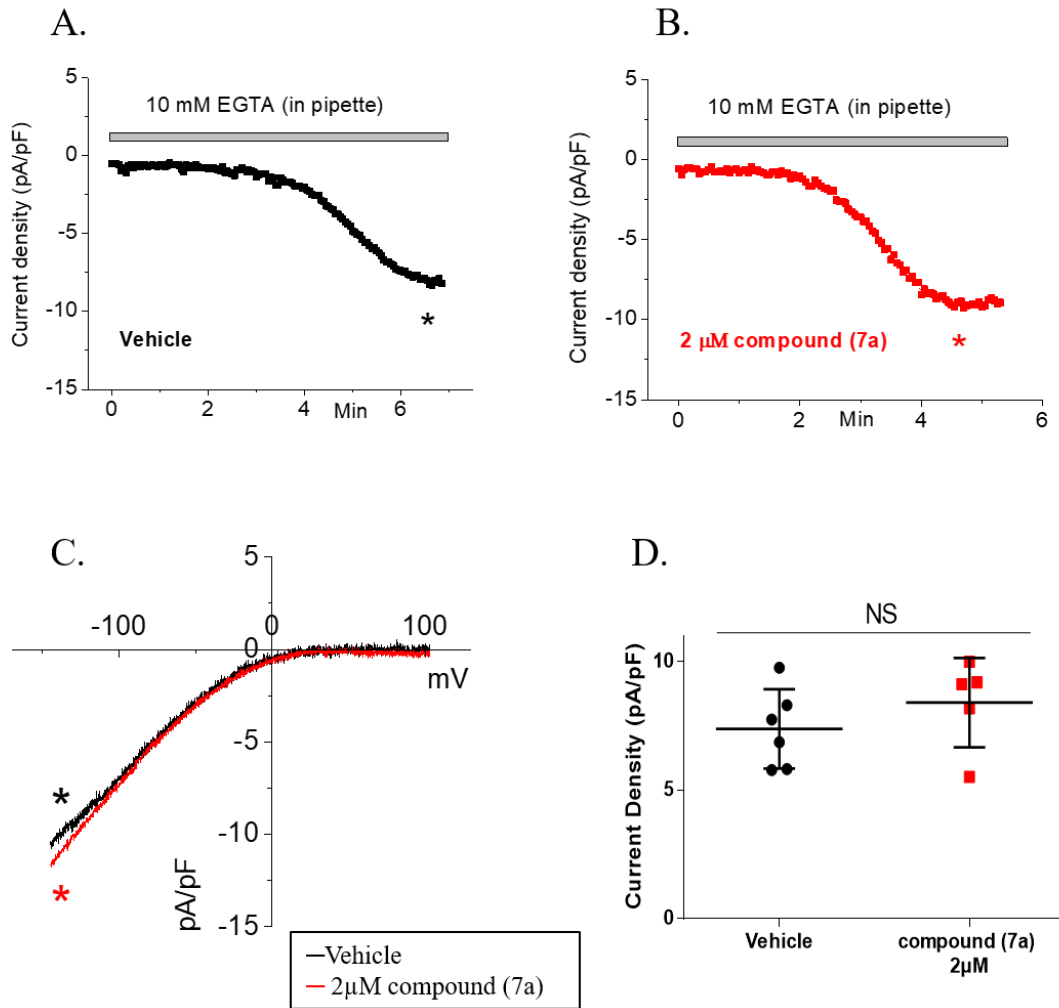 A.
5
0
-5
-10
-15
Current density (pA/pF)
10 mM EGTA (in pipette)
*
Vehicle
0
2
4
6
Min
B.
5
0
-5
-10
-15
Current density (pA/pF)
10 mM EGTA (in pipette)
2 µM compound (7a)
*
0
2
4
6
Min
C.
5
-100
0
0
100
mV
-5
*
-10
*
pA/pF
-15
Vehicle
2µM compound (7a)
D.
NS
10
5
0
Current Density (pA/pF)
Vehicle
compound (7a)
2µM